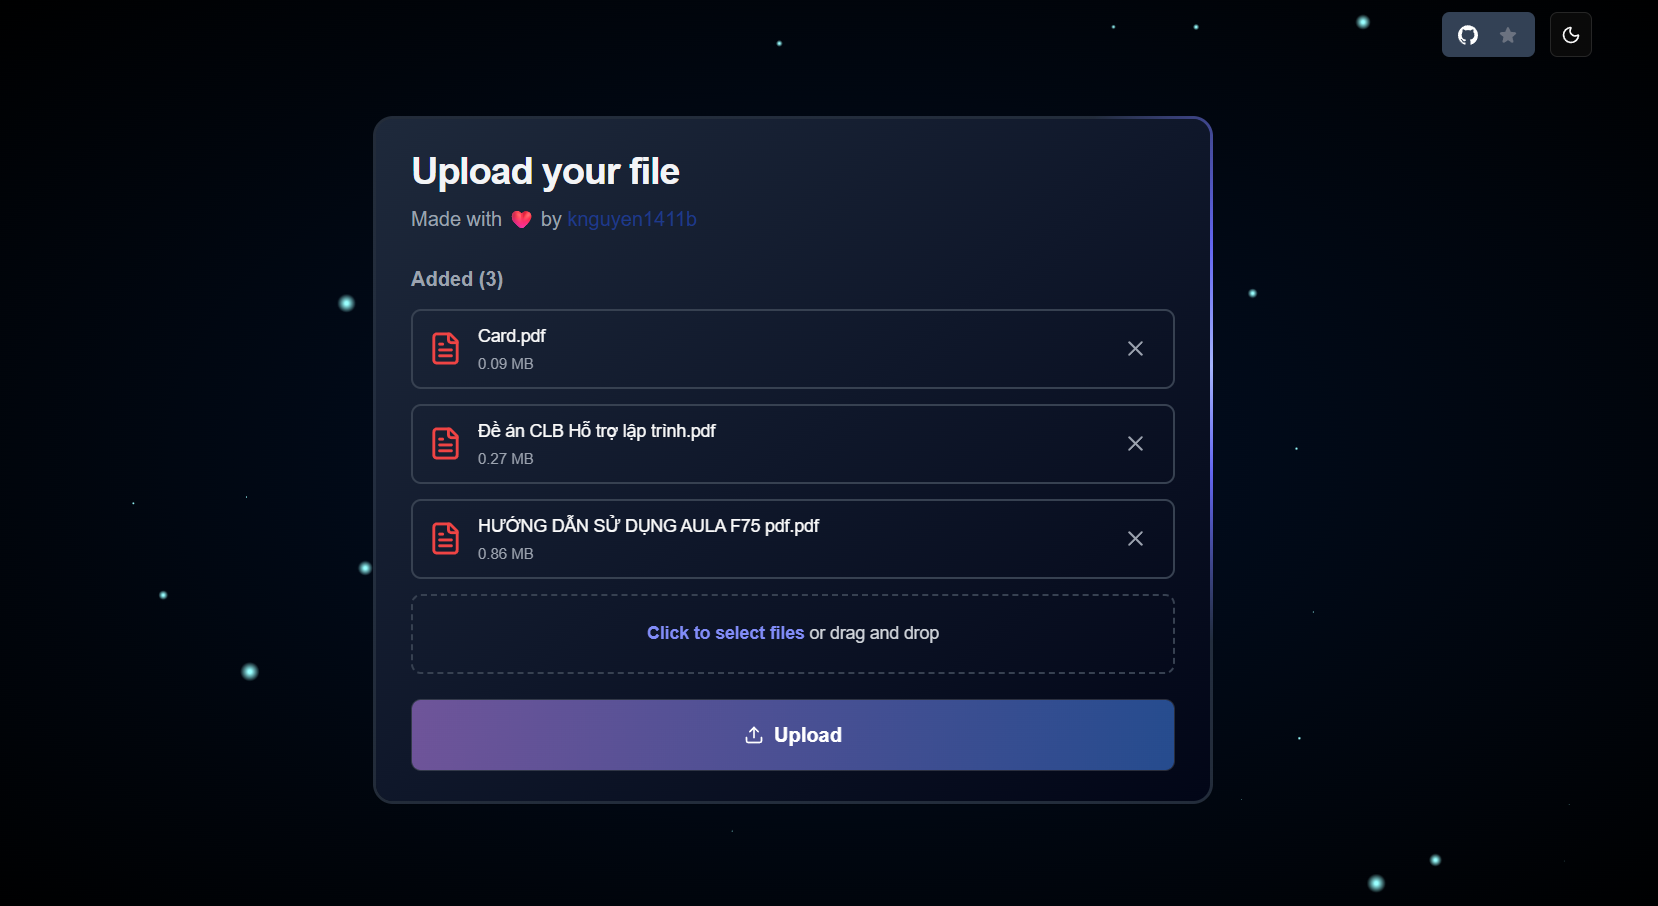 Upload your file
Made with ❤️ by knguyen1411b
Added (3)
Card.pdf
0.09 MB
Đề án CLB Hỗ trợ lập trình.pdf
0.27 MB
HƯỚNG DẪN SỬ DỤNG AULA F75 pdf.pdf
0.86 MB
Click to select files or drag and drop
Upload